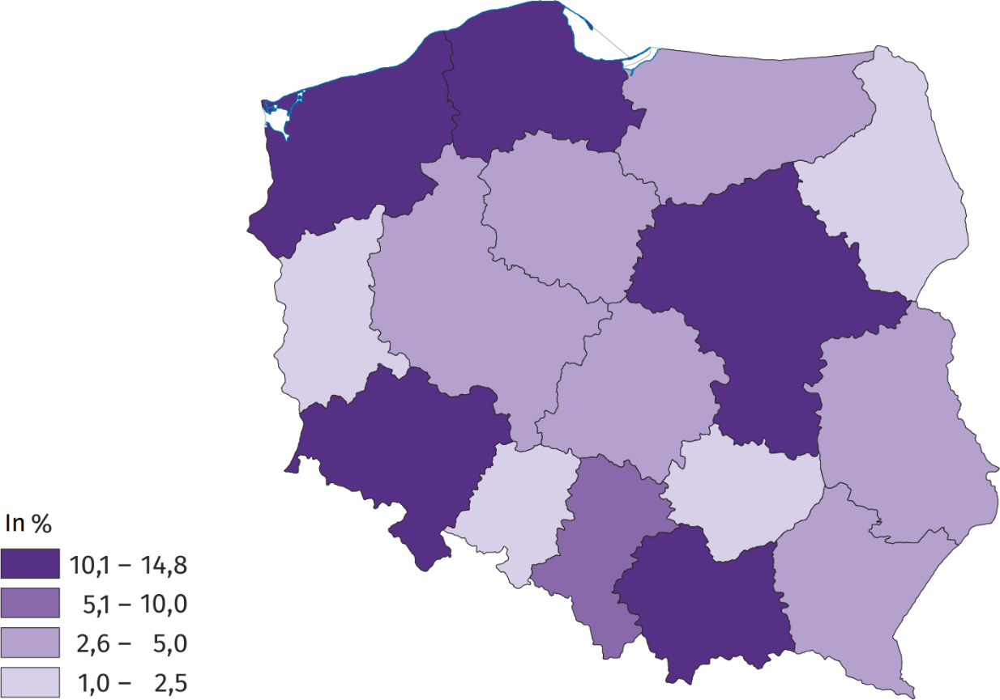 In %
10,1 – 14,8
5,1 – 10,0
2,6 – 5,0
1,0 – 2,5